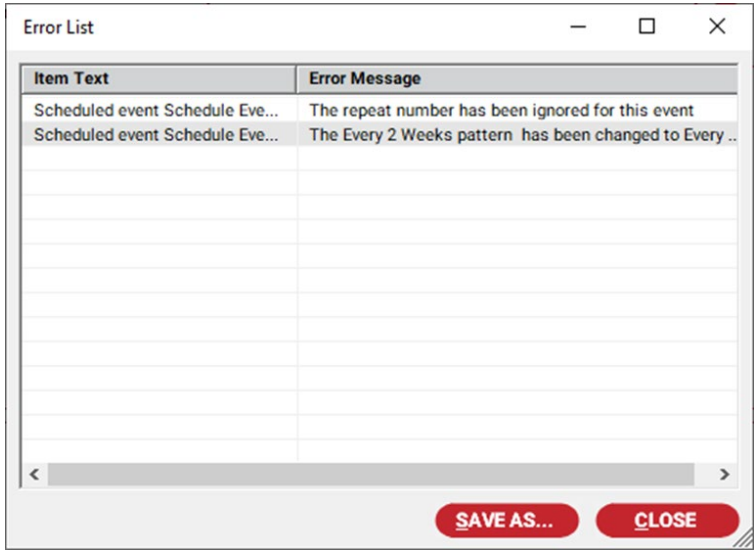 Error List
Item Text Error Message
Scheduled event Schedule Eve... The repeat number has been ignored for this event
Scheduled event Schedule Eve... The Every 2 Weeks pattern  has been changed to Every ..
SAVE AS... CLOSE